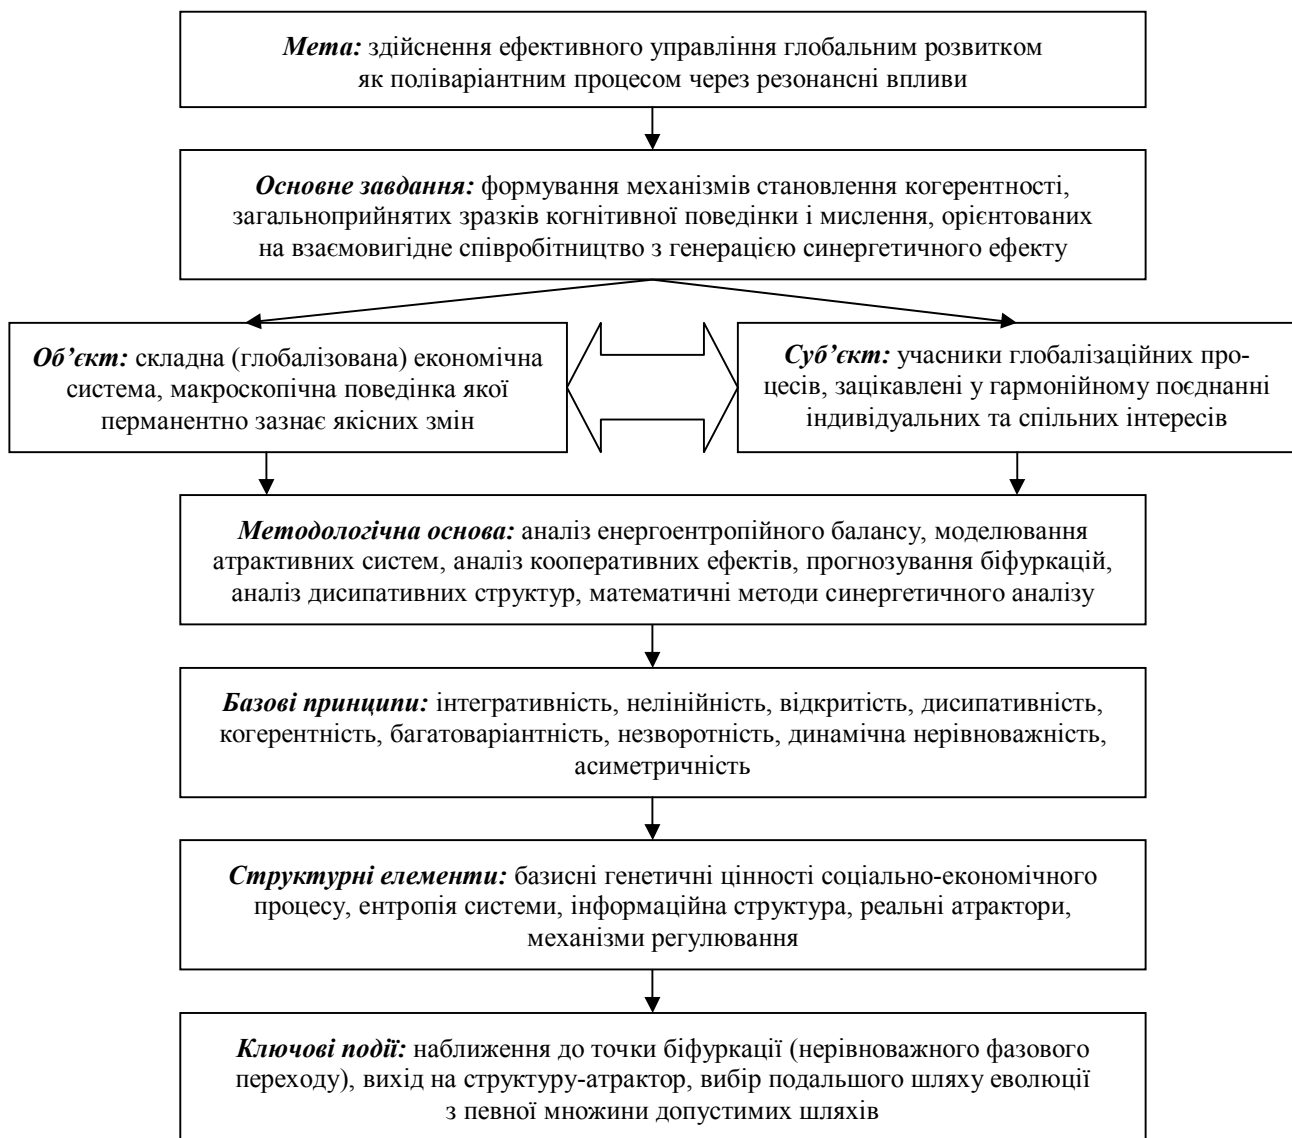 Мета: здійснення ефективного управління глобальним розвитком
як поліваріантним процесом через резонансні впливи
Основне завдання: формування механізмів становлення когерентності,
загальноприйнятих зразків когнітивної поведінки і мислення, орієнтованих
на взаємовигідне співробітництво з генерацією синергетичного ефекту
Об’єкт: складна (глобалізована) економічна
система, макроскопічна поведінка якої
перманентно зазнає якісних змін
Суб’єкт: учасники глобалізаційних про-
цесів, зацікавлені у гармонійному поєднанні
індивідуальних та спільних інтересів
Методологічна основа: аналіз енергоентропійного балансу, моделювання
атрактивних систем, аналіз кооперативних ефектів, прогнозування біфуркацій,
аналіз дисипативних структур, математичні методи синергетичного аналізу
Базові принципи: інтегративність, нелінійність, відкритість, дисипативність,
когерентність, багатоваріантність, незворотність, динамічна нерівноважність,
асиметричність
Структурні елементи: базисні генетичні цінності соціально-економічного
процесу, ентропія системи, інформаційна структура, реальні атрактори,
механізми регулювання
Ключові події: наближення до точки біфуркації (нерівноважного фазового
переходу), вихід на структуру-атрактор, вибір подальшого шляху еволюції
з певної множини допустимих шляхів